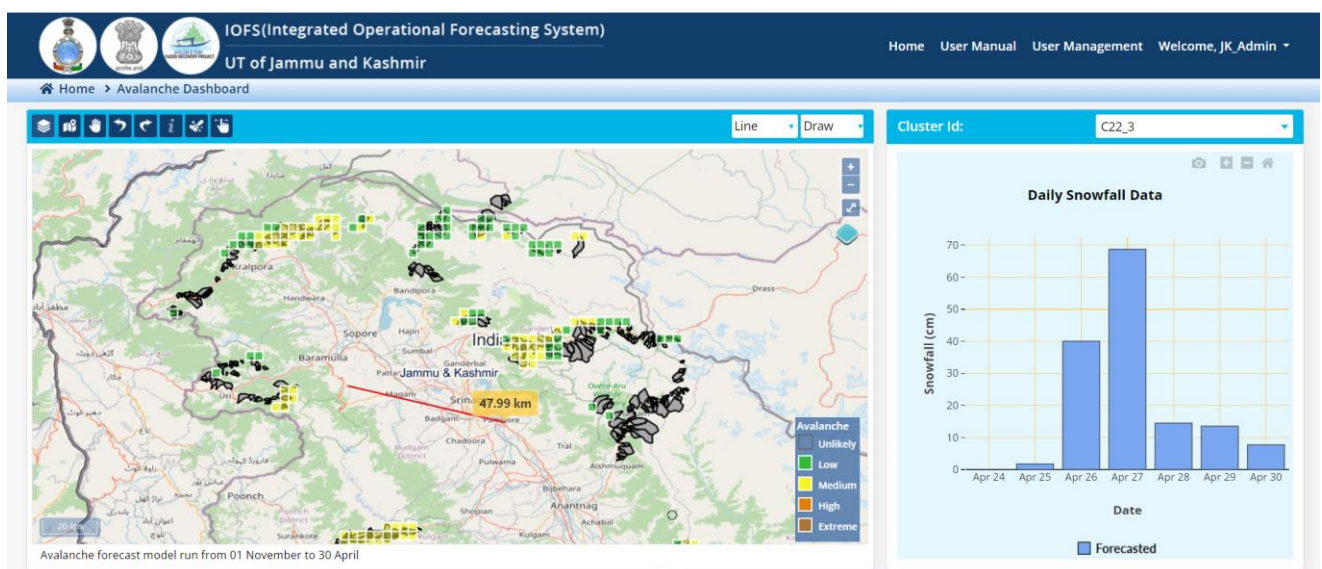 IOFS(Integrated Operational Forecasting System)
UT of Jammu and Kashmir
Home User Manual User Management Welcome, JK_Admin
Home > Avalanche Dashboard
Line Draw
Cluster Id: C22_3
Kralpora
Handwara
Bandipora
Drass
Sopore
Hajin
India
Baramulla
Sumbal
Ganderbal
Jammu & Kashmir
Uri
Magam
47.99 km
Badgam
Pampore
Budgam District
Chadoora
Tral
Pulwama
Aishmuqam
Bijbehara
Poonch
Shopian
Anantnag
Poonch District
Achabal
Surankote
Kulgam
Kulgam
20 km
Avalanche
Unlikely
Low
Medium
High
Extreme
Avalanche forecast model run from 01 November to 30 April
Daily Snowfall Data
Snowfall (cm)
70
60
50
40
30
20
10
0
Apr 24 Apr 25 Apr 26 Apr 27 Apr 28 Apr 29 Apr 30
Date
Forecasted